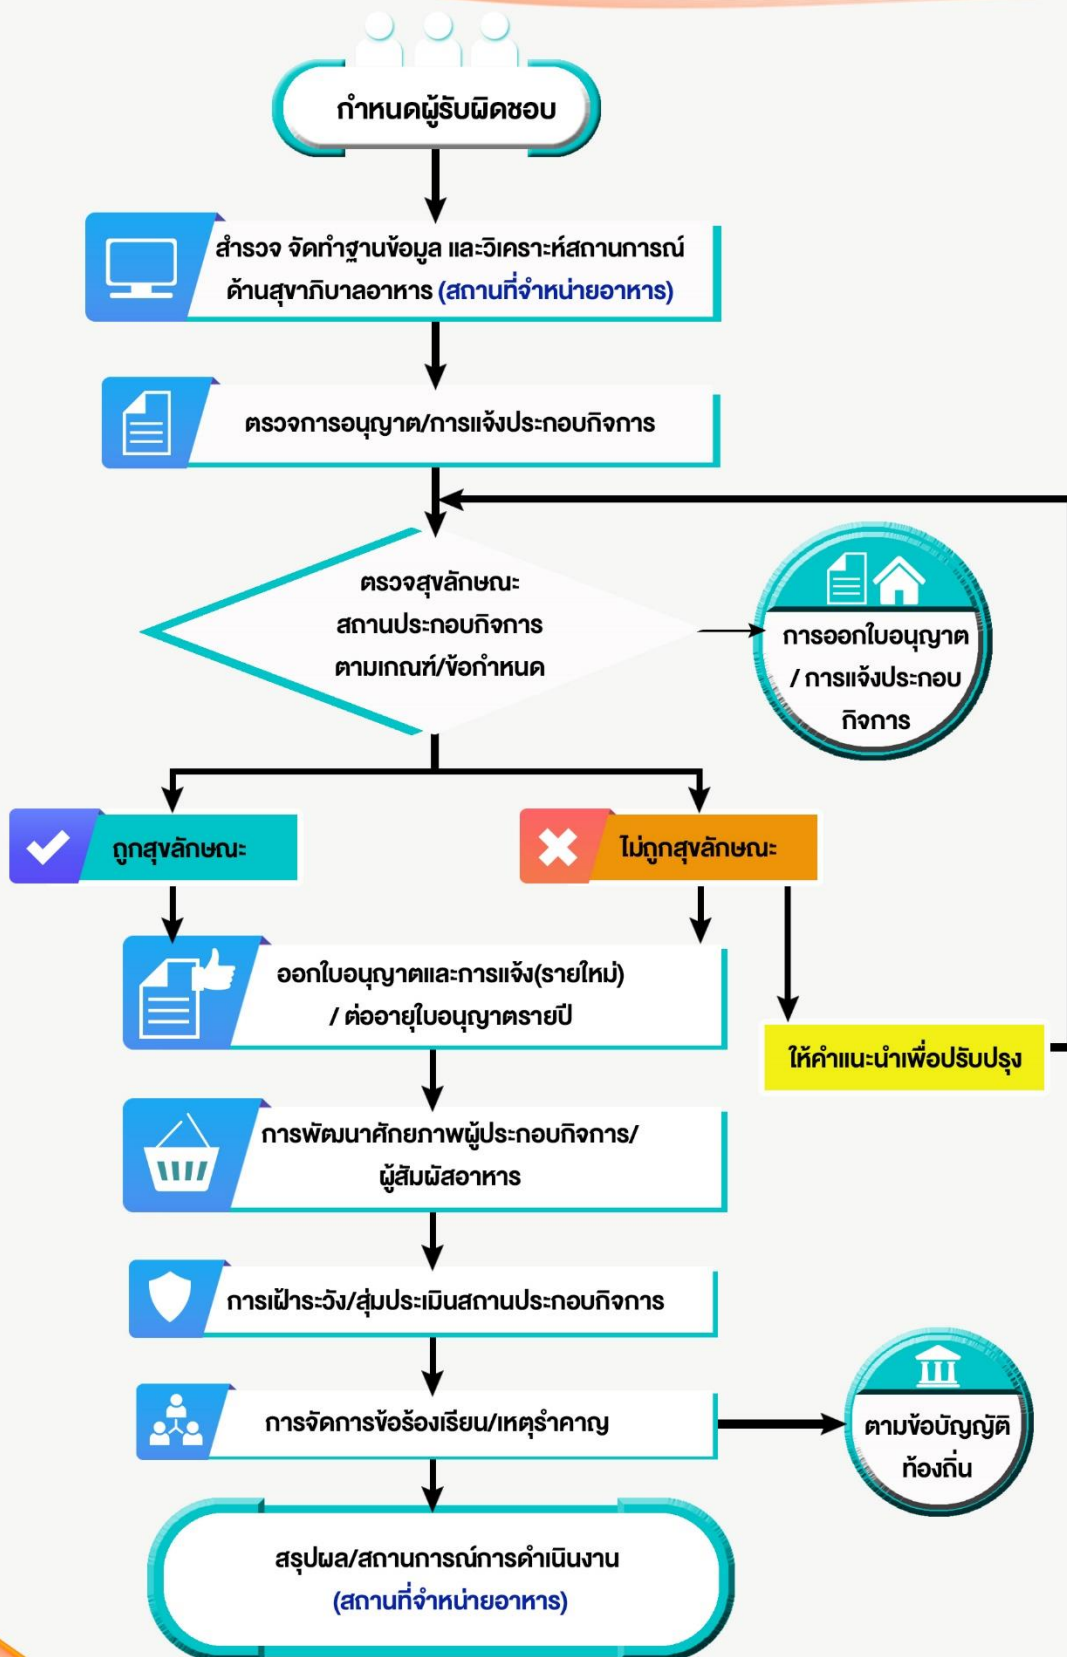 กำหนดผู้รับผิดชอบ
สำรวจ จัดทำฐานข้อมูล และวิเคราะห์สถานการณ์
ด้านสุขาภิบาลอาหาร (สถานที่จำหน่ายอาหาร)
ตรวจการอนุญาต/การแจ้งประกอบกิจการ
ตรวจสุขลักษณะ
สถานประกอบกิจการ
ตามเกณฑ์/ข้อกำหนด
การออกใบอนุญาต
/ การแจ้งประกอบ
กิจการ
ถูกสุขลักษณะ
ไม่ถูกสุขลักษณะ
ออกใบอนุญาตและการแจ้ง(รายใหม่)
/ ต่ออายุใบอนุญาตรายปี
ให้คำแนะนำเพื่อปรับปรุง
การพัฒนาศักยภาพผู้ประกอบกิจการ/
ผู้สัมผัสอาหาร
การเฝ้าระวัง/สุ่มประเมินสถานประกอบกิจการ
การจัดการข้อร้องเรียน/เหตุรำคาญ
ตามข้อบัญญัติ
ท้องถิ่น
สรุปผล/สถานการณ์การดำเนินงาน
(สถานที่จำหน่ายอาหาร)